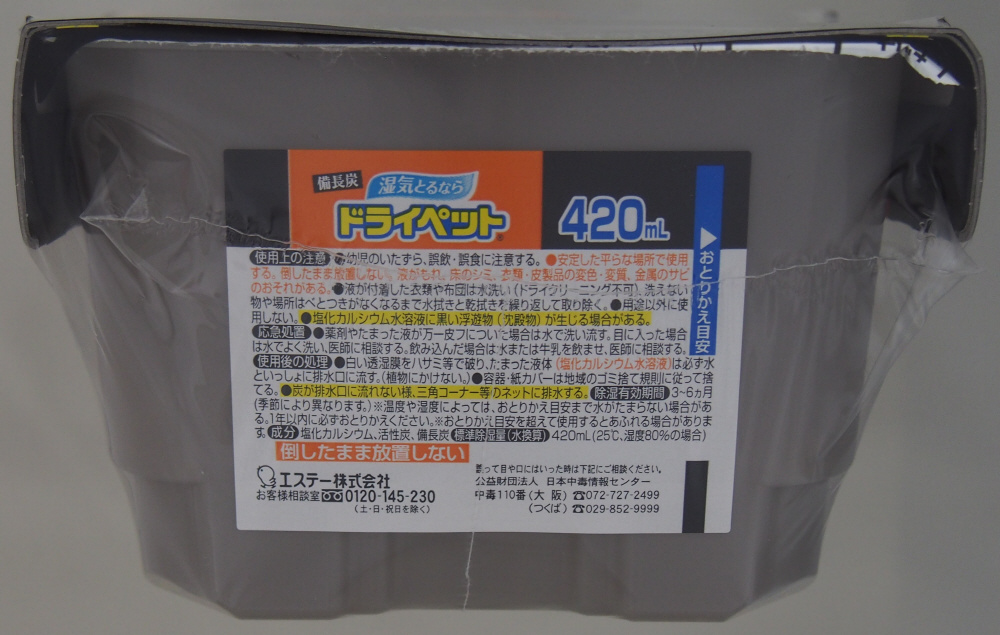 備長炭
湿気とるなら
ドライペット®
420mL
▶おとりかえ目安
使用上の注意 ●幼児のいたずら、誤飲・誤食に注意する。●安定した平らな場所で使用
する。倒したまま放置しない。液がもれ、床のシミ、衣類・皮製品の変色・変質、金属のサビ
のおそれがある。●液が付着した衣類や布団は水洗い(ドライクリーニング不可)、洗えない
物や場所はべとつきがなくなるまで水拭きと乾拭きを繰り返して取り除く。●用途以外に使
用しない。●塩化カルシウム水溶液に黒い浮遊物(沈殿物)が生じる場合がある。
応急処置 ●薬剤やたまった液が万一皮フについた場合は水で洗い流す。目に入った場合
は水でよく洗い、医師に相談する。飲み込んだ場合は水または牛乳を飲ませ、医師に相談する。
使用後の処理 ●白い透湿膜をハサミ等で破り、たまった液体(塩化カルシウム水溶液)は必ず水
といっしょに排水口に流す。(植物にかけない。)●容器・紙カバーは地域のゴミ捨て規則に従って捨
てる。●炭が排水口に流れない様、三角コーナー等のネットに排水する。 除湿有効期間 3~6ヵ月
(季節により異なります。)※温度や湿度によっては、おとりかえ目安まで水がたまらない場合があ
る。1年以内に必ずおとりかえください。※おとりかえ目安を超えて使用するとあふれる場合がありま
す。 成分 塩化カルシウム、活性炭、備長炭 標準除湿量(水換算) 420mL(25℃、湿度80%の場合)
倒したまま放置しない
エステー株式会社
お客様相談室 0120-145-230
(土・日・祝日を除く)
誤って目や口にはいった時は下記にご相談ください。
公益財団法人 日本中毒情報センター
中毒110番(大 阪)☎072-727-2499
(つくば)☎029-852-9999